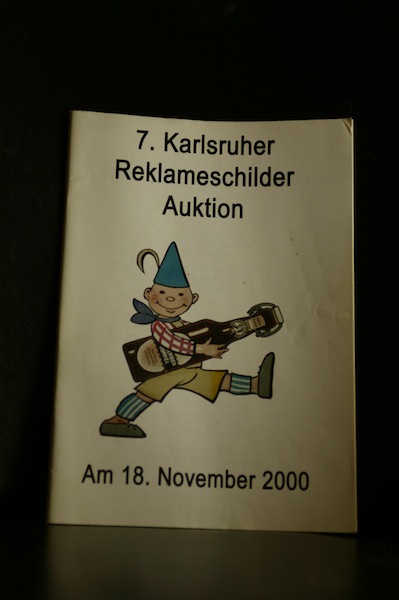 7. Karlsruher
Reklameschilder
Auktion
Am 18. November 2000